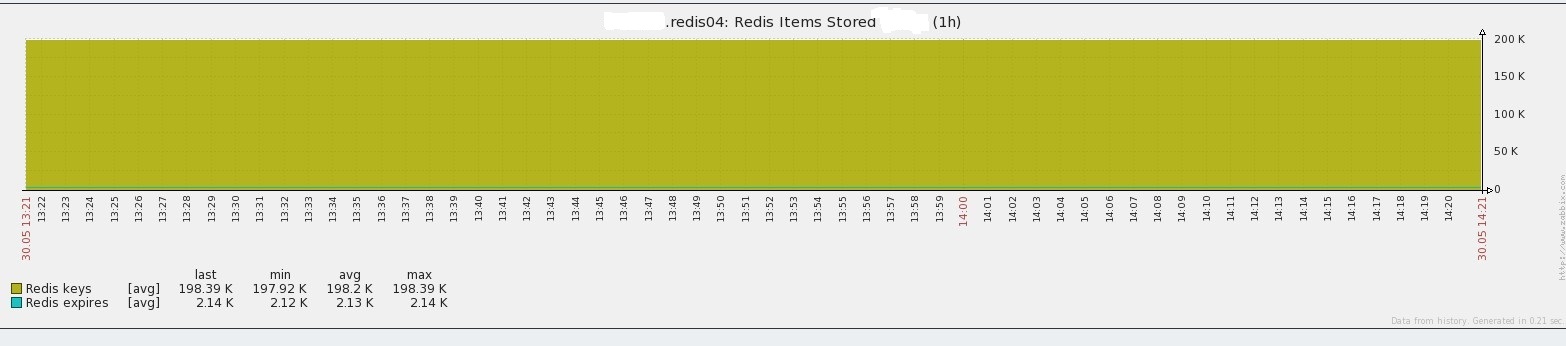 .redis04: Redis Items Stored (1h)
200 K
150 K
100 K
50 K
0
30.05 13:21 13:22 13:23 13:24 13:25 13:26 13:27 13:28 13:29 13:30 13:31 13:32 13:33 13:34 13:35 13:36 13:37 13:38 13:39 13:40 13:41 13:42 13:43 13:44 13:45 13:46 13:47 13:48 13:49 13:50 13:51 13:52 13:53 13:54 13:55 13:56 13:57 13:58 13:59 14:00 14:01 14:02 14:03 14:04 14:05 14:06 14:07 14:08 14:09 14:10 14:11 14:12 14:13 14:14 14:15 14:16 14:17 14:18 14:19 14:20 30.05 14:21
http://www.zabbix.com
last min avg max
Redis keys [avg] 198.39 K 197.92 K 198.2 K 198.39 K
Redis expires [avg] 2.14 K 2.12 K 2.13 K 2.14 K
Data from history. Generated in 0.21 sec.